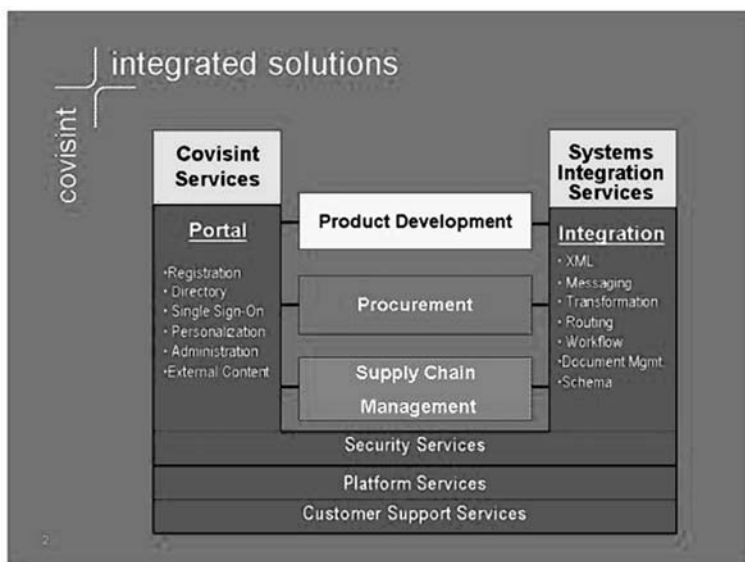 integrated solutions
covisint
Covisint
Services
Systems
Integration
Services
Portal
•Registration
• Directory
• Single Sign-On
•Personalization
•Administration
•External Content
Product Development
Procurement
Supply Chain
Management
Integration
• XML
• Messaging
• Transformation
• Routing
• Workflow
•Document Mgmt.
•Schema
Security Services
Platform Services
Customer Support Services
2